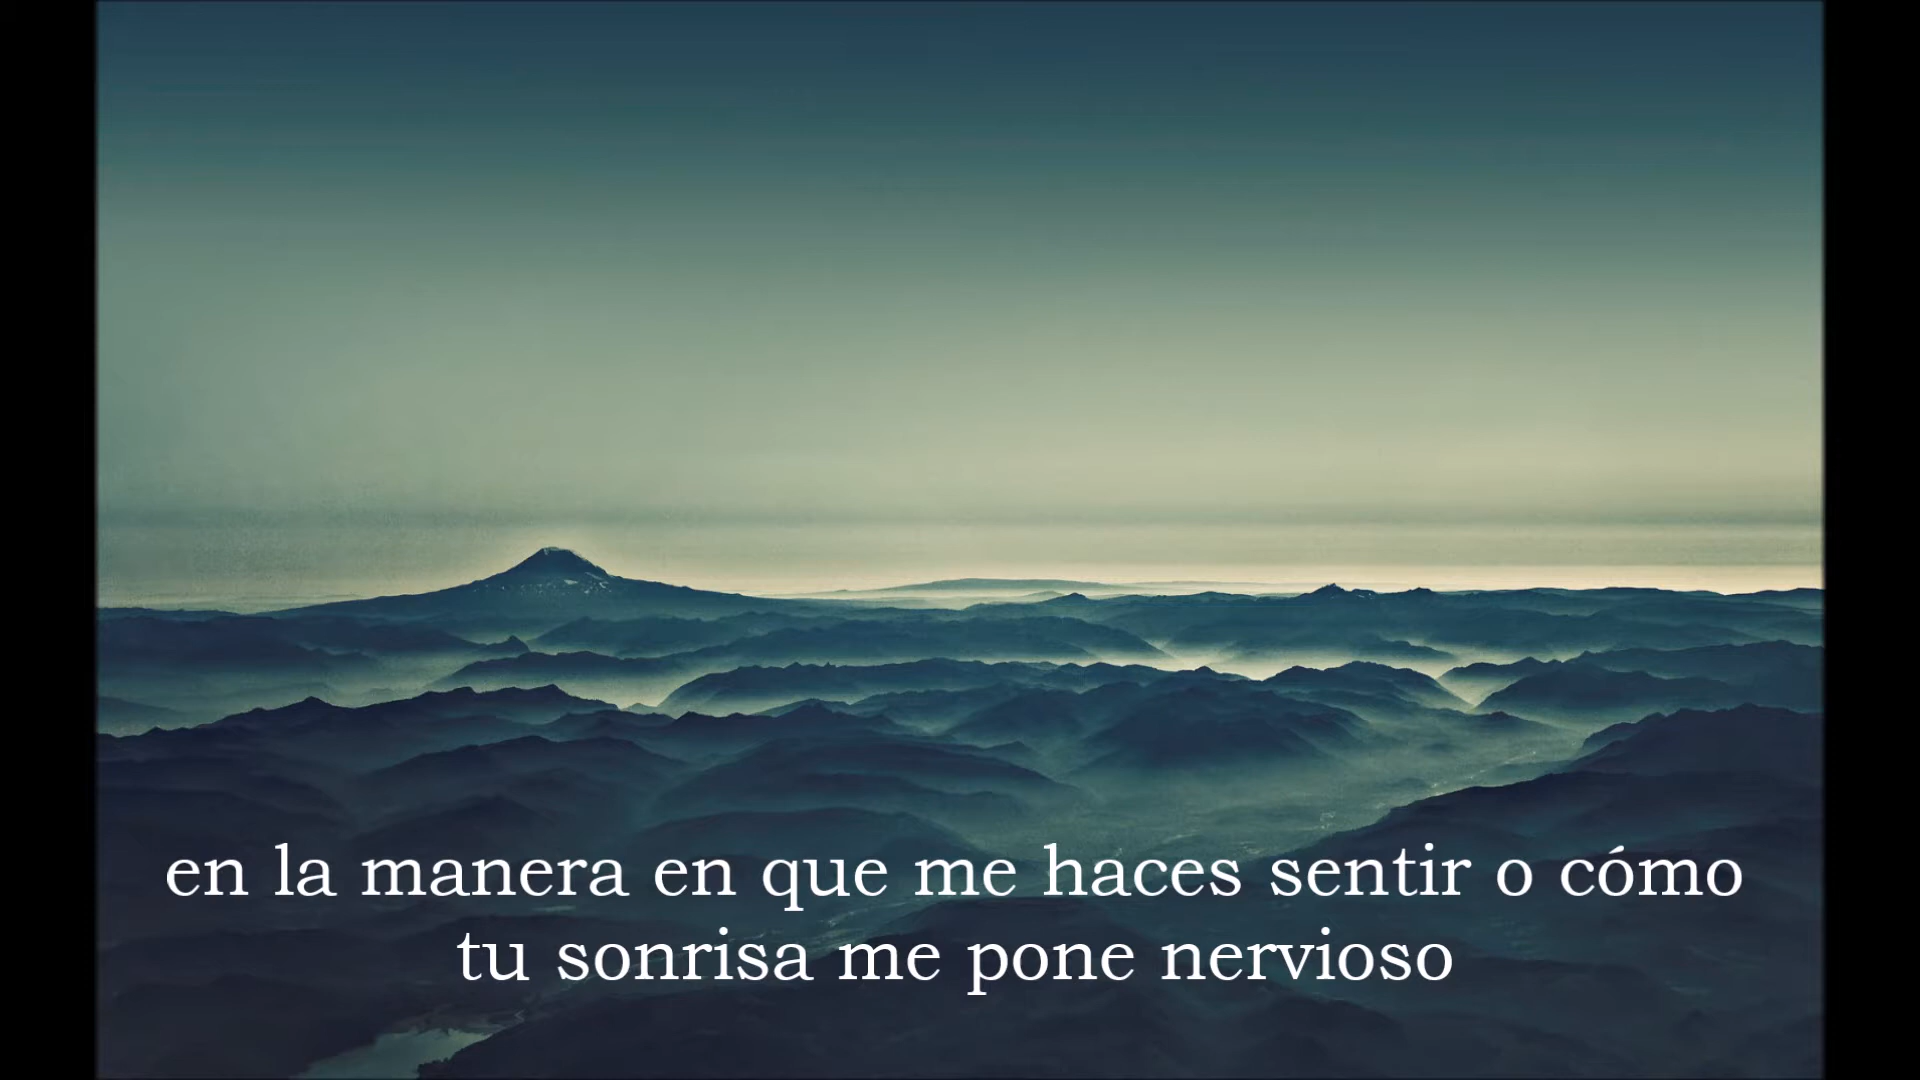 en la manera en que me haces sentir o cómo
tu sonrisa me pone nervioso